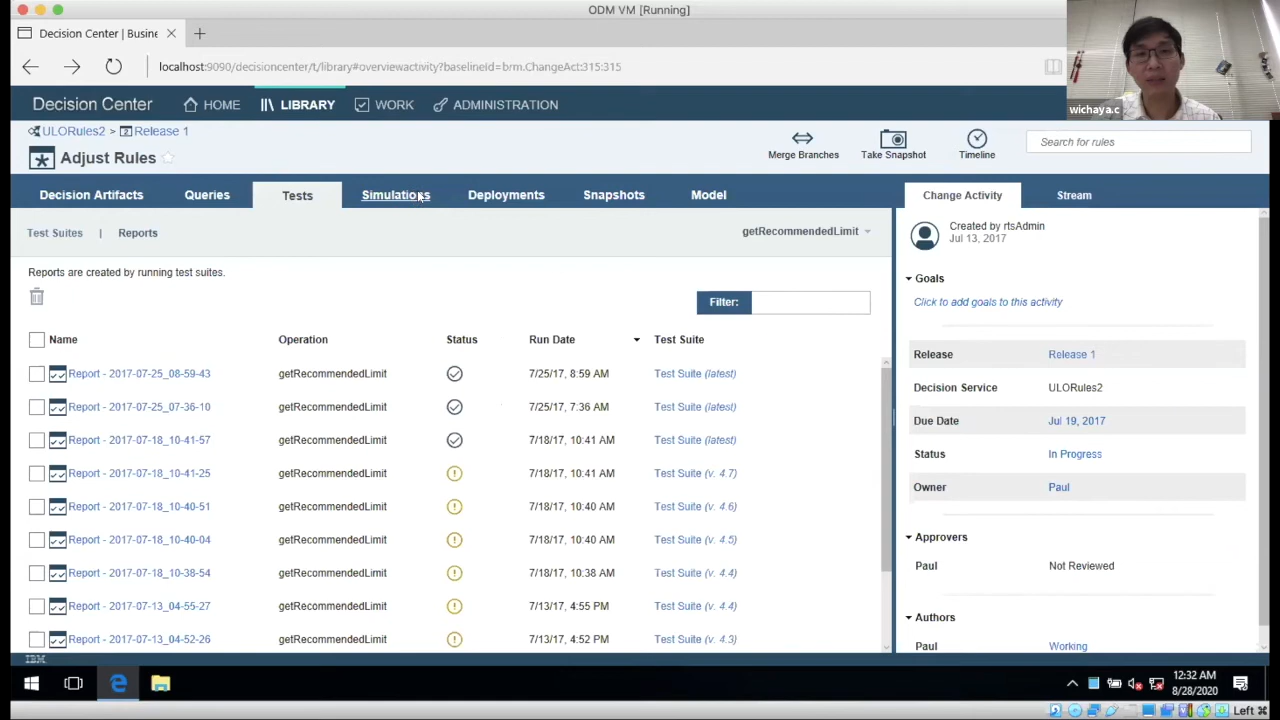 ODM VM [Running]
Decision Center | Busine
localhost:9090/decisioncenter/t/library#overviewactivity?baselineId=brm.ChangeAct:315:315
wichaya.c
Decision Center
HOME
LIBRARY
WORK
ADMINISTRATION
ULORules2 > Release 1
Adjust Rules
Merge Branches
Take Snapshot
Timeline
Search for rules
Decision Artifacts
Queries
Tests
Simulations
Deployments
Snapshots
Model
Change Activity
Stream
Test Suites | Reports
getRecommendedLimit
Reports are created by running test suites.
Filter:
Name Operation Status Run Date Test Suite
Report - 2017-07-25_08-59-43 getRecommendedLimit 7/25/17, 8:59 AM Test Suite (latest)
Report - 2017-07-25_07-36-10 getRecommendedLimit 7/25/17, 7:36 AM Test Suite (latest)
Report - 2017-07-18_10-41-57 getRecommendedLimit 7/18/17, 10:41 AM Test Suite (latest)
Report - 2017-07-18_10-41-25 getRecommendedLimit 7/18/17, 10:41 AM Test Suite (v. 4.7)
Report - 2017-07-18_10-40-51 getRecommendedLimit 7/18/17, 10:40 AM Test Suite (v. 4.6)
Report - 2017-07-18_10-40-04 getRecommendedLimit 7/18/17, 10:40 AM Test Suite (v. 4.5)
Report - 2017-07-18_10-38-54 getRecommendedLimit 7/18/17, 10:38 AM Test Suite (v. 4.4)
Report - 2017-07-13_04-55-27 getRecommendedLimit 7/13/17, 4:55 PM Test Suite (v. 4.4)
Report - 2017-07-13_04-52-26 getRecommendedLimit 7/13/17, 4:52 PM Test Suite (v. 4.3)
Created by rtsAdmin
Jul 13, 2017
Goals
Click to add goals to this activity
Release Release 1
Decision Service ULORules2
Due Date Jul 19, 2017
Status In Progress
Owner Paul
Approvers
Paul Not Reviewed
Authors
Paul Working
IBM
12:32 AM
8/28/2020
Left ⌘